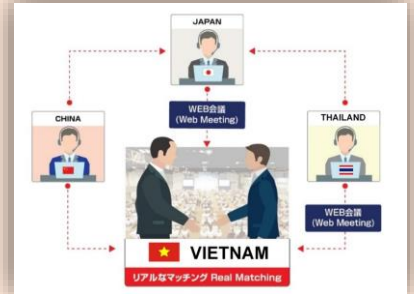 JAPAN
WEB会議
(Web Meeting)
CHINA
THAILAND
WEB会議
(Web Meeting)
VIETNAM
リアルなマッチング Real Matching